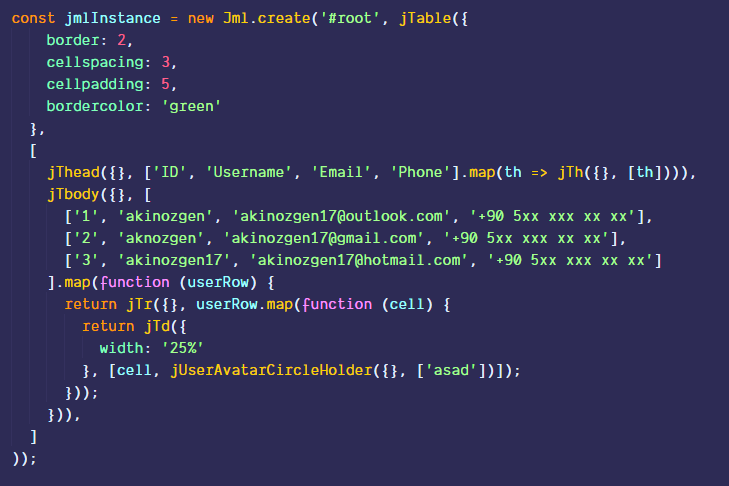 const jmlInstance = new Jml.create('#root', jTable({
    border: 2,
    cellspacing: 3,
    cellpadding: 5,
    bordercolor: 'green'
  },
  [
    jThead({}, ['ID', 'Username', 'Email', 'Phone'].map(th => jTh({}, [th]))),
    jTbody({}, [
      ['1', 'akinozgen', 'akinozgen17@outlook.com', '+90 5xx xxx xx xx'],
      ['2', 'aknozgen', 'akinozgen17@gmail.com', '+90 5xx xxx xx xx'],
      ['3', 'akinozgen17', 'akinozgen17@hotmail.com', '+90 5xx xxx xx xx']
    ].map(function (userRow) {
      return jTr({}, userRow.map(function (cell) {
        return jTd({
          width: '25%'
        }, [cell, jUserAvatarCircleHolder({}, ['asad'])]);
      }));
    })),
  ]
));